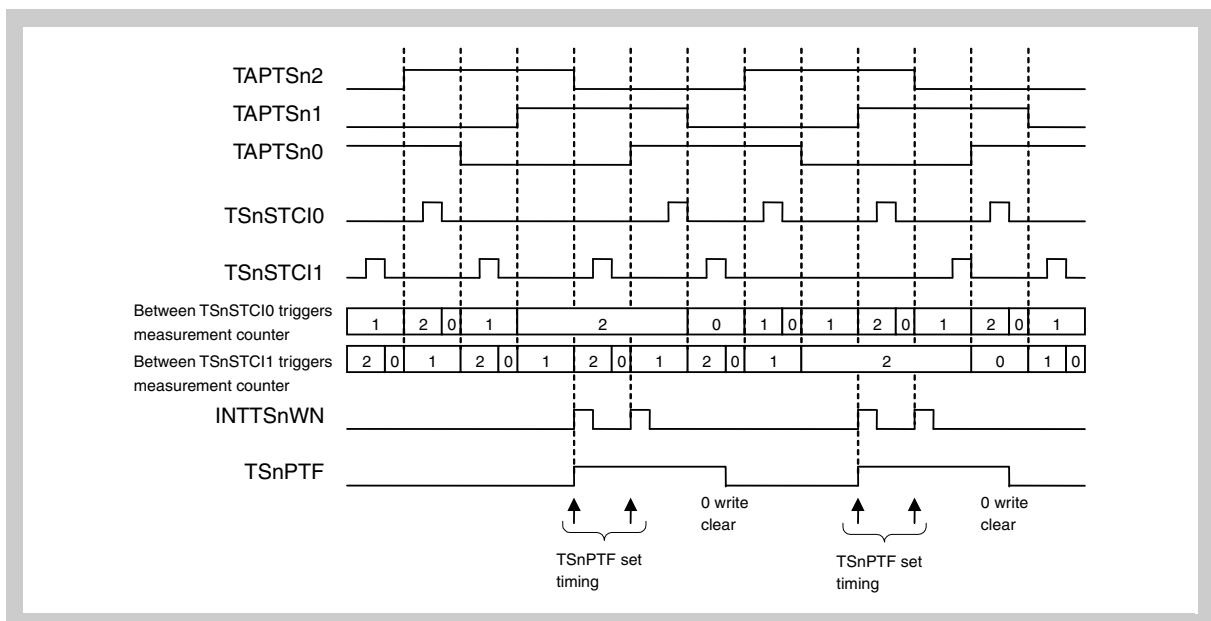 TAPTSn2
TAPTSn1
TAPTSn0
TSnSTCI0
TSnSTCI1
Between TSnSTCI0 triggers
measurement counter
1 2 0 1 2 0 1 0 1 2 0 1 2 0 1
Between TSnSTCI1 triggers
measurement counter
2 0 1 2 0 1 2 0 1 2 0 1 2 0 1 0
INTTSnWN
TSnPTF
0 write
clear
0 write
clear
TSnPTF set
timing
TSnPTF set
timing